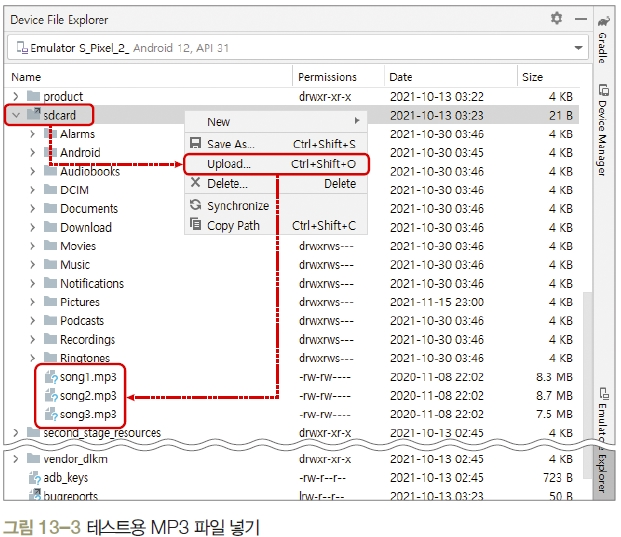 Device File Explorer
Emulator S_Pixel_2_ Android 12, API 31
Name Permissions Date Size
product drwxr-xr-x 2021-10-13 03:22 4 KB
sdcard 2021-10-13 03:23 21 B
Alarms 2021-10-30 03:46 4 KB
Android 2021-10-30 03:46 4 KB
Audiobooks 2021-10-30 03:46 4 KB
DCIM 2021-10-30 03:46 4 KB
Documents 2021-10-30 03:46 4 KB
Download 2021-10-30 03:46 4 KB
Movies drwxrws--- 2021-10-30 03:46 4 KB
Music drwxrws--- 2021-10-30 03:46 4 KB
Notifications drwxrws--- 2021-10-30 03:46 4 KB
Pictures drwxrws--- 2021-11-15 23:00 4 KB
Podcasts drwxrws--- 2021-10-30 03:46 4 KB
Recordings drwxrws--- 2021-10-30 03:46 4 KB
Ringtones drwxrws--- 2021-10-30 03:46 4 KB
song1.mp3 -rw-rw---- 2020-11-08 22:02 8.3 MB
song2.mp3 -rw-rw---- 2020-11-08 22:02 8.7 MB
song3.mp3 -rw-rw---- 2020-11-08 22:02 7.5 MB
second_stage_resources drwxr-xr-x 2021-10-13 02:45 4 KB
vendor_dlkm drwxr-xr-x 2021-10-13 02:45 4 KB
adb_keys -rw-r--r-- 2021-10-13 02:45 723 B
bugreports lrw-r--r-- 2021-10-13 03:23 50 B
New
Save As... Ctrl+Shift+S
Upload... Ctrl+Shift+O
Delete... Delete
Synchronize
Copy Path Ctrl+Shift+C
Gradle
Device Manager
Emulator
Explorer
그림 13-3 테스트용 MP3 파일 넣기